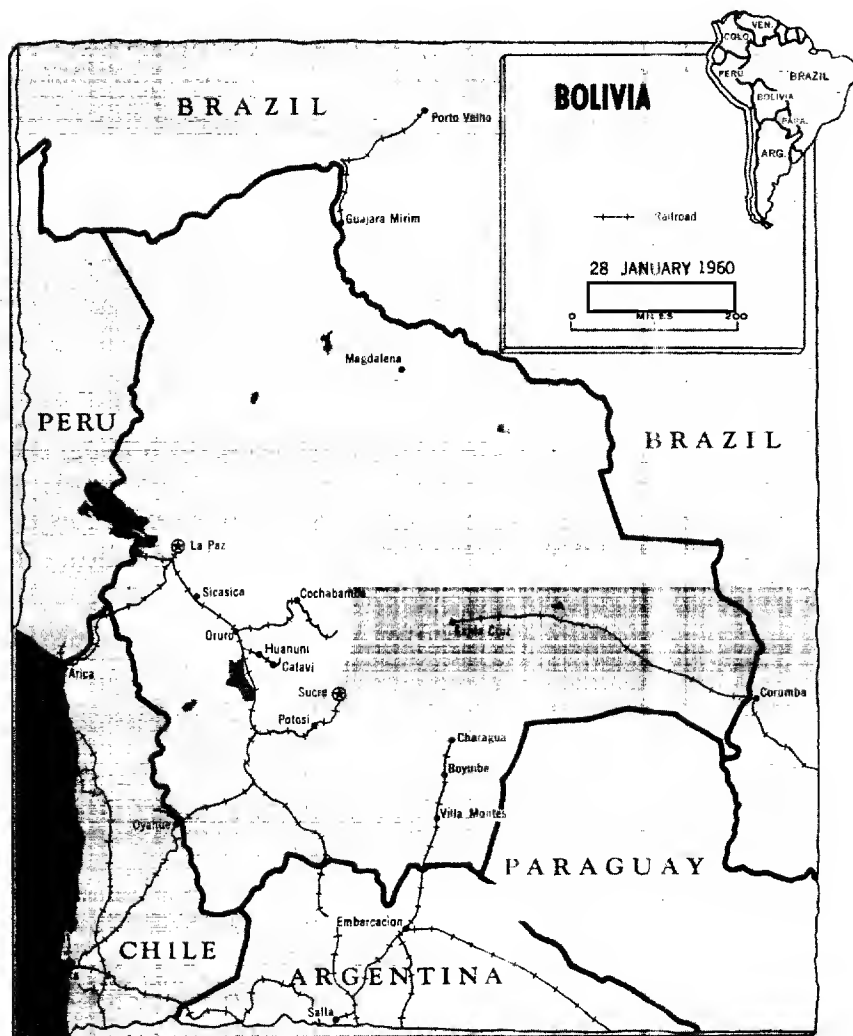 VEN.
COLO.
PERU
BRAZIL
BOLIVIA
PARA.
ARG.
BOLIVIA
Railroad
28 JANUARY 1960
0 MILES 200
BRAZIL
Porto Velho
Guajara Mirim
Magdalena
PERU
BRAZIL
La Paz
Sicasica
Cochabamba
Oruro
Santa Cruz
Huanuni
Catavi
Arica
Sucre
Corumba
Potosi
Charagua
Boyuibe
Villa Montes
Oyahue
PARAGUAY
Embarcacion
CHILE
ARGENTINA
Salta